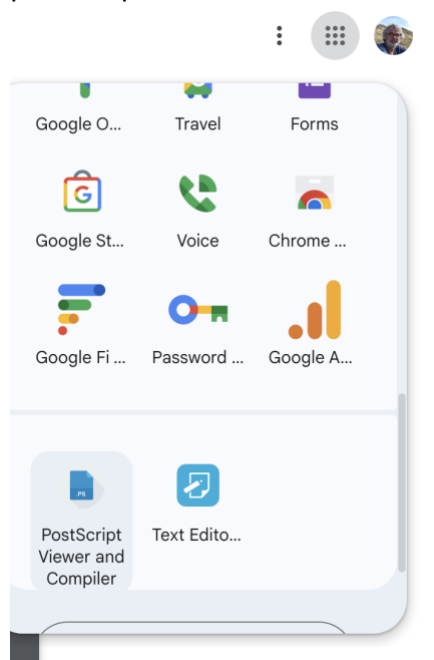 Google O...
Travel
Forms
Google St...
Voice
Chrome ...
Google Fi ...
Password ...
Google A...
PostScript
Viewer and
Compiler
Text Edito...